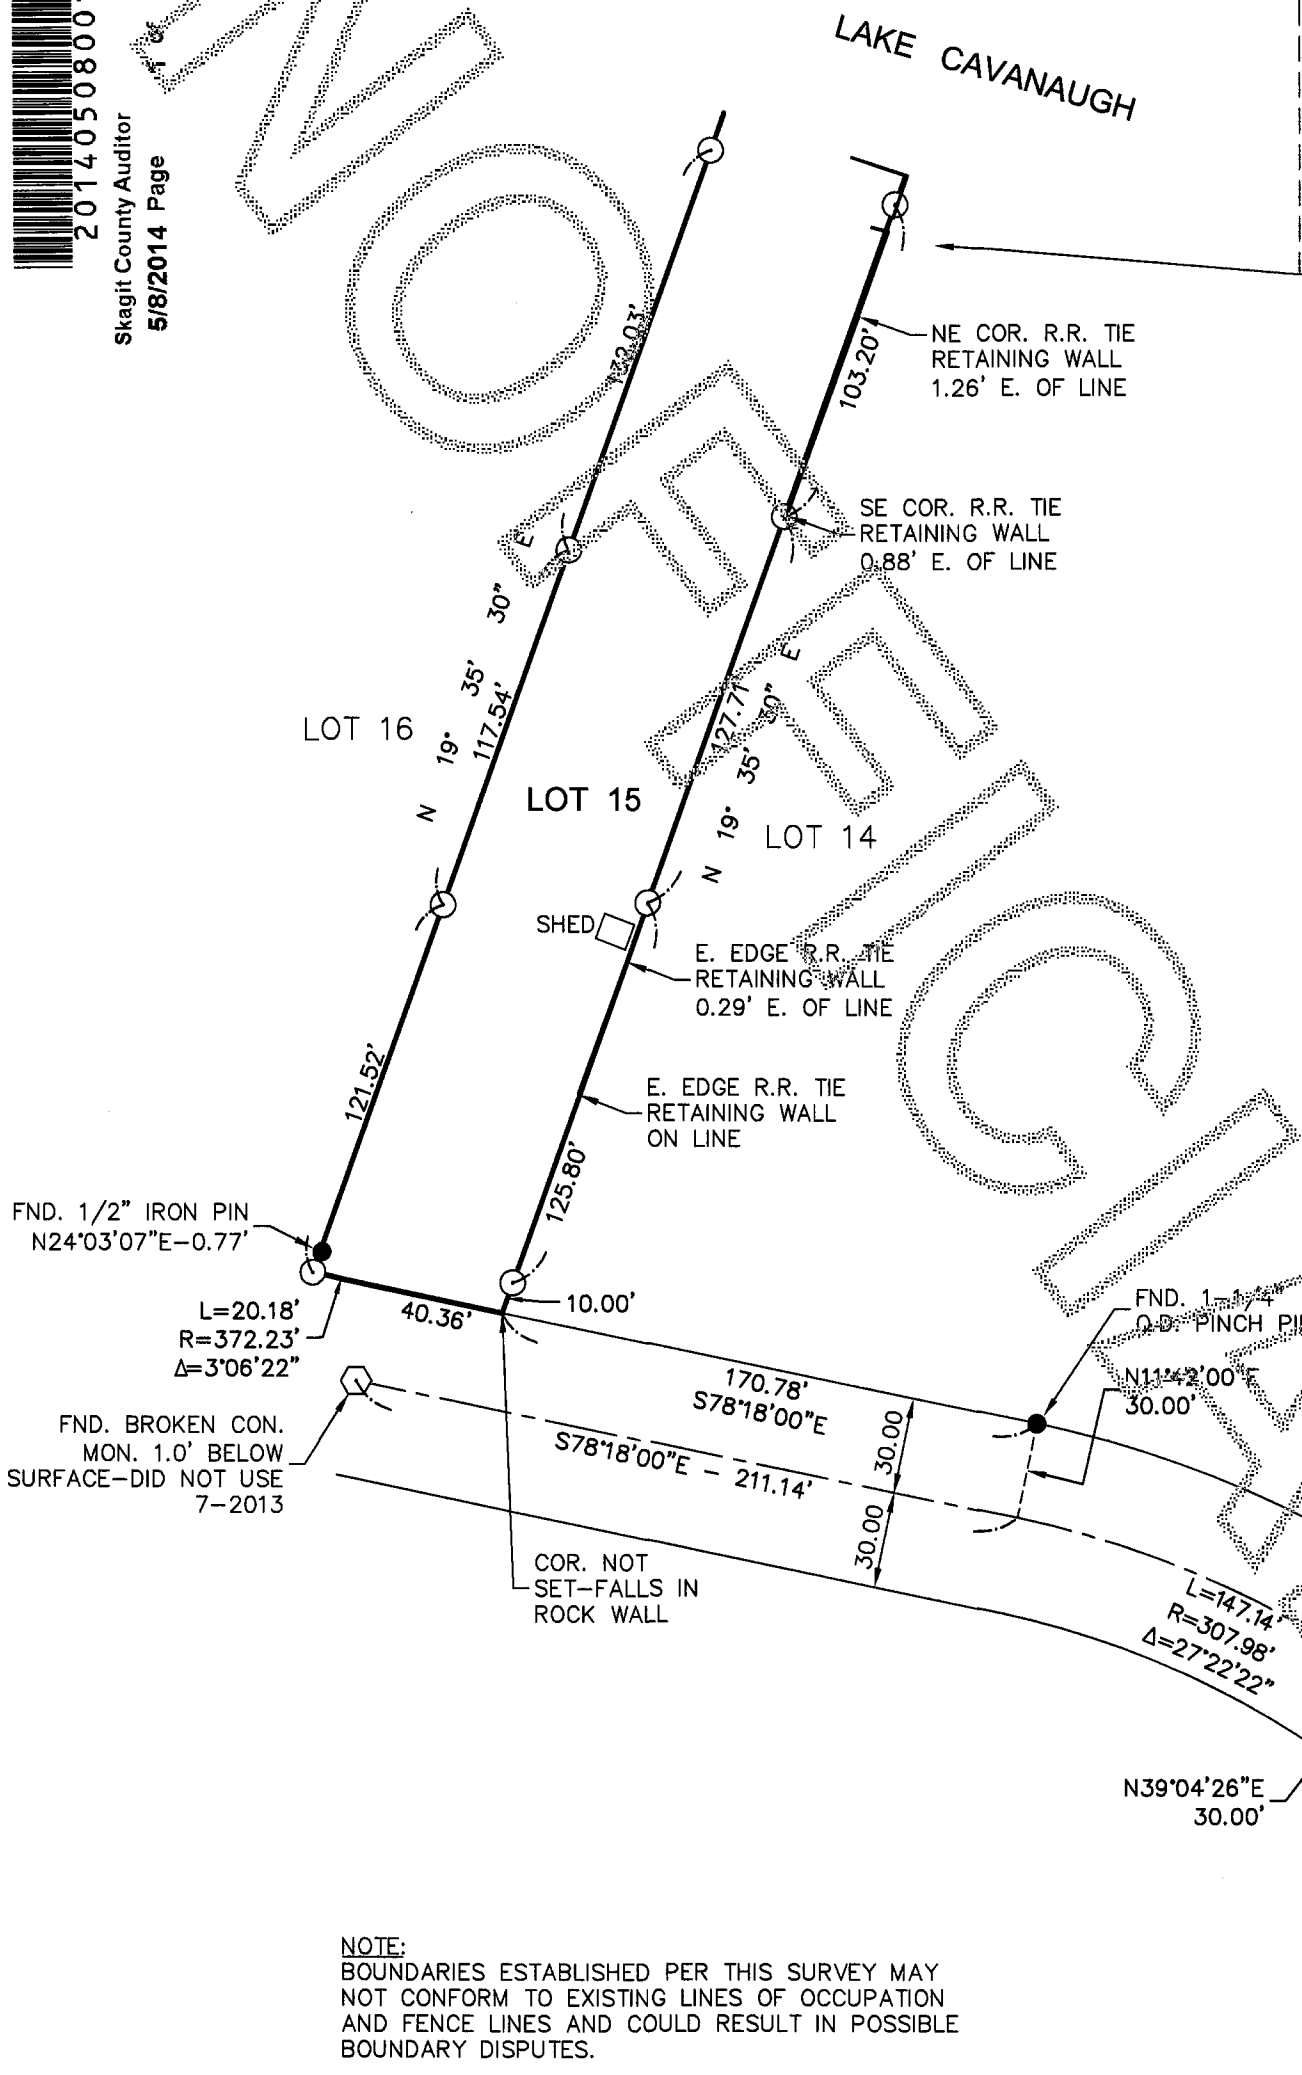 2014050800
Skagit County Auditor
5/8/2014 Page of
LAKE CAVANAUGH
132.03'
103.20'
NE COR. R.R. TIE
RETAINING WALL
1.26' E. OF LINE
SE COR. R.R. TIE
RETAINING WALL
0.88' E. OF LINE
N 19° 35' 30" E
117.54'
LOT 16
LOT 15
127.71'
N 19° 35' 30" E
LOT 14
SHED
E. EDGE R.R. TIE
RETAINING WALL
0.29' E. OF LINE
121.52'
E. EDGE R.R. TIE
RETAINING WALL
ON LINE
125.80'
FND. 1/2" IRON PIN
N24°03'07"E-0.77'
L=20.18'
R=372.23'
Δ=3°06'22"
40.36'
10.00'
FND. 1-1/4"
O.D. PINCH
N11°42'00"E
30.00'
170.78'
S78°18'00"E
S78°18'00"E - 211.14'
30.00
30.00
FND. BROKEN CON.
MON. 1.0' BELOW
SURFACE-DID NOT USE
7-2013
COR. NOT
SET-FALLS IN
ROCK WALL
L=147.14'
R=307.98'
Δ=27°22'22"
N39°04'26"E
30.00'
NOTE:
BOUNDARIES ESTABLISHED PER THIS SURVEY MAY
NOT CONFORM TO EXISTING LINES OF OCCUPATION
AND FENCE LINES AND COULD RESULT IN POSSIBLE
BOUNDARY DISPUTES.